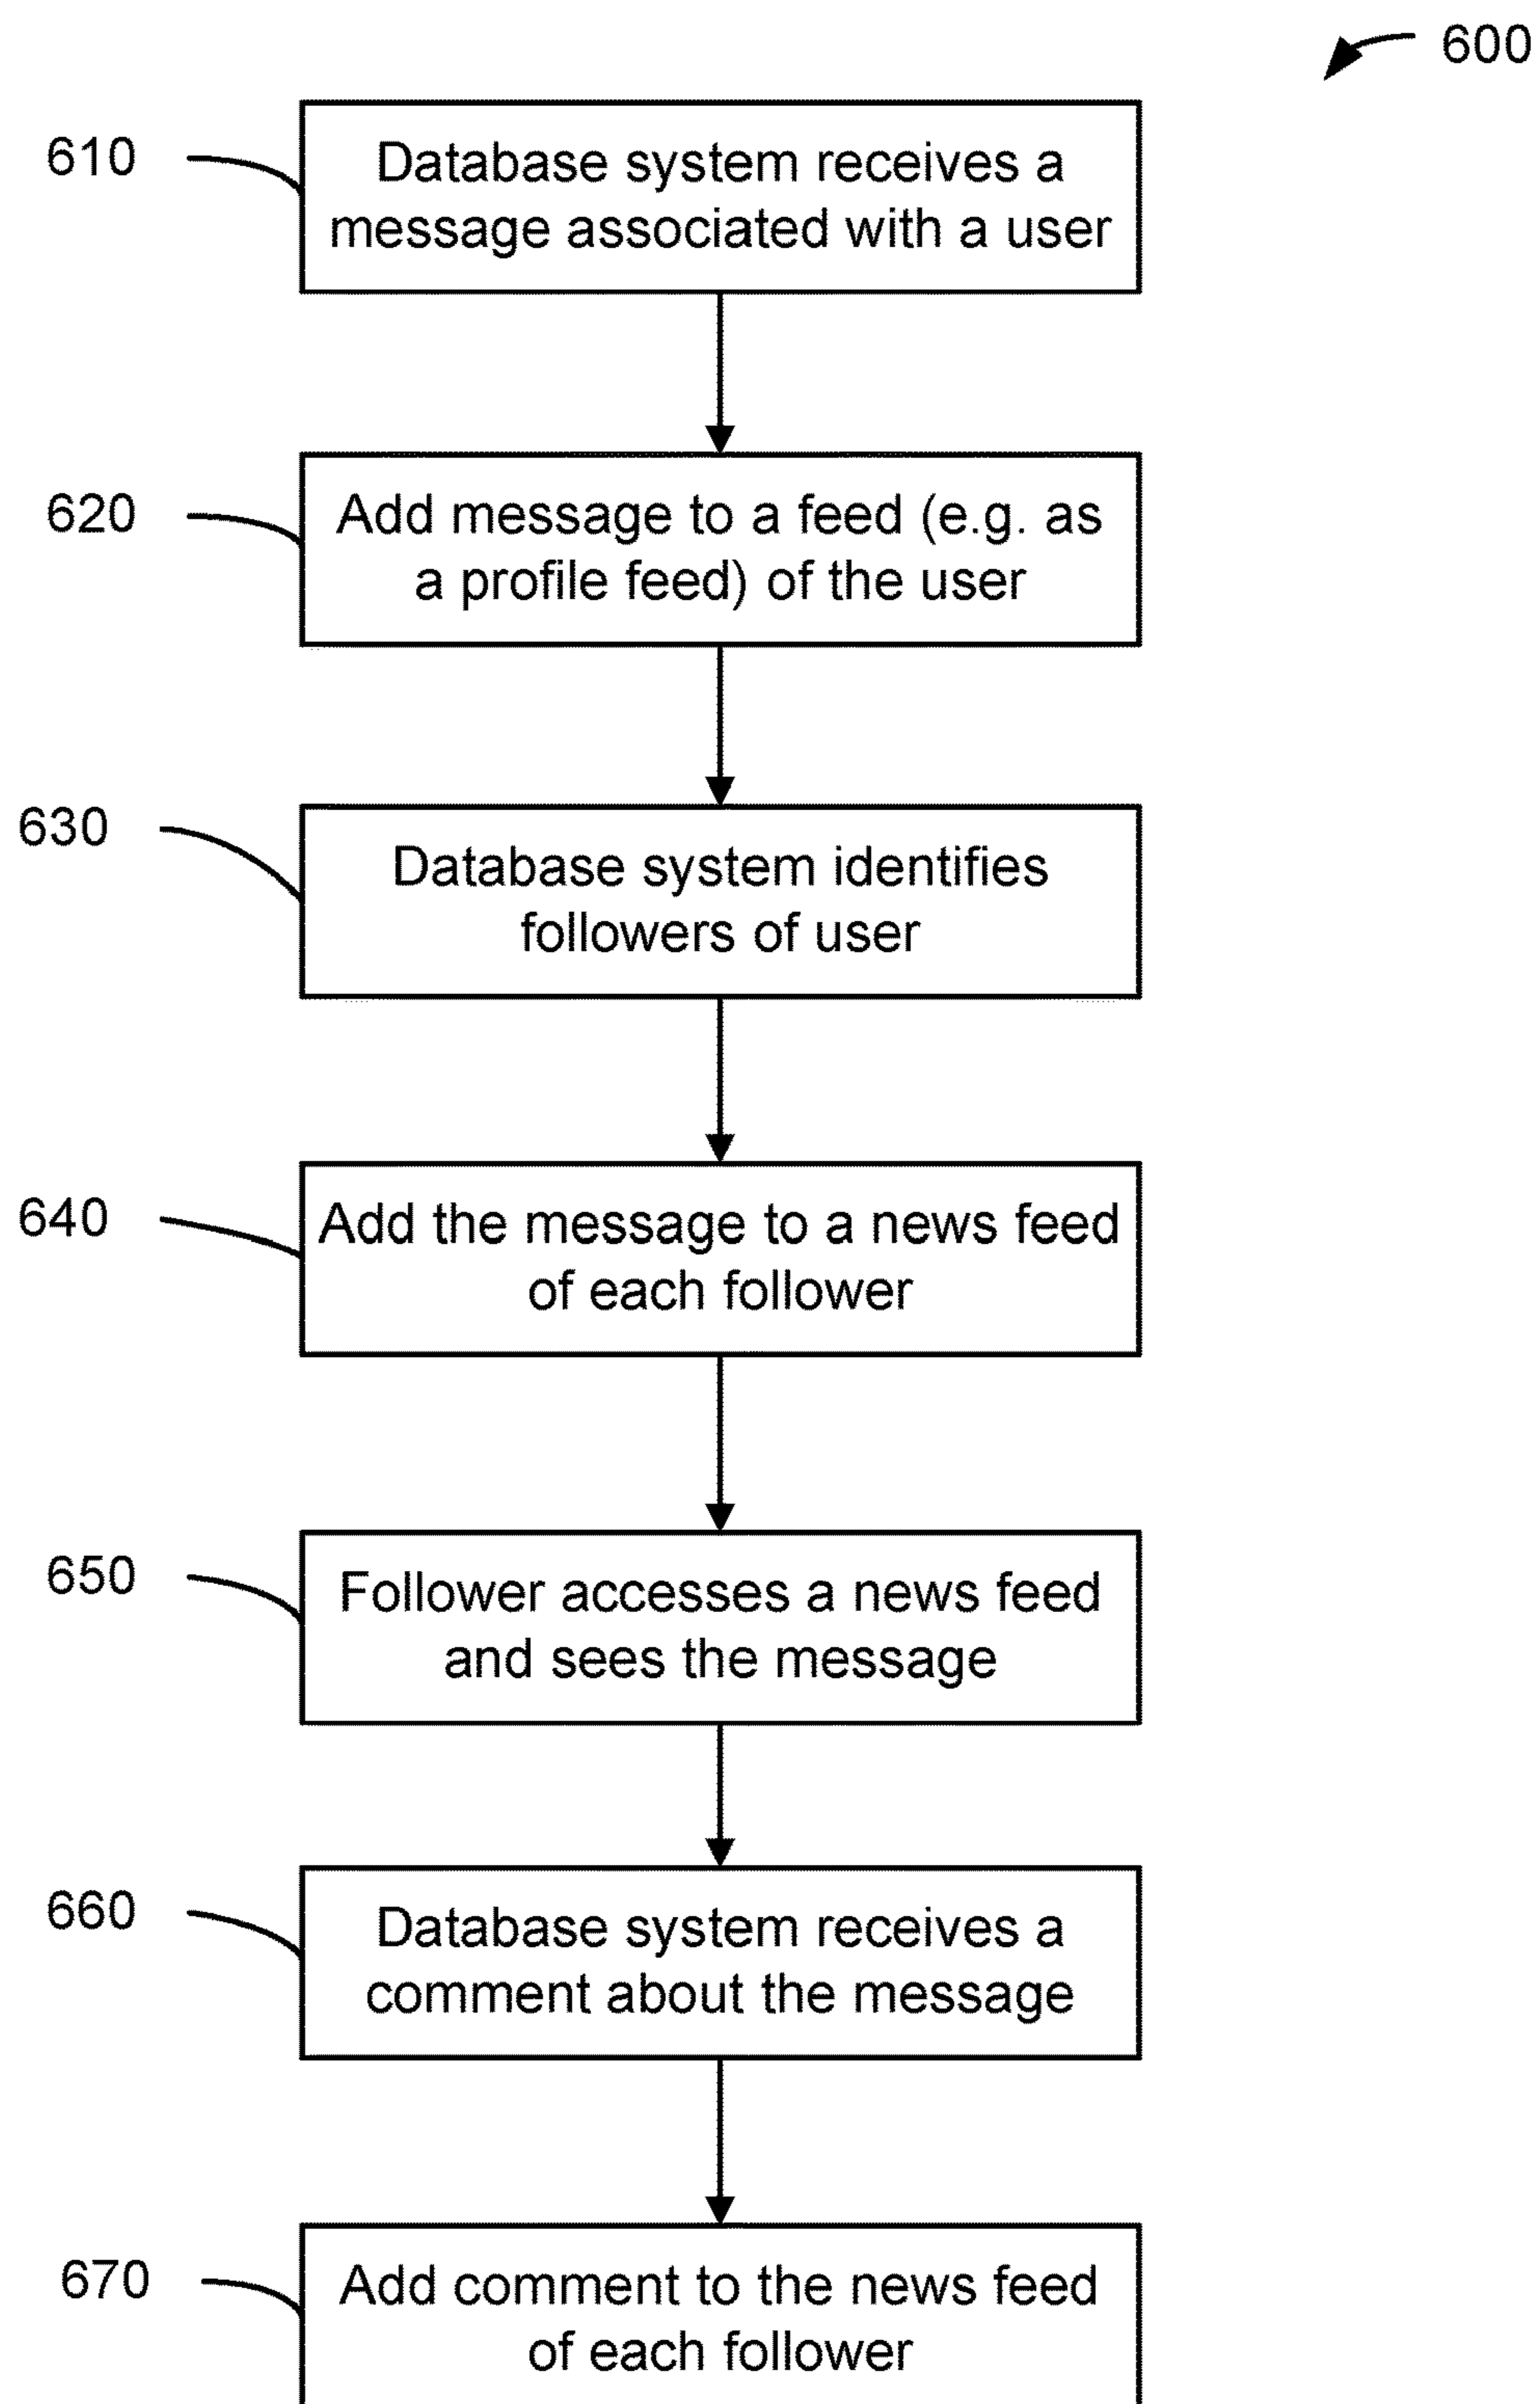 600
610
Database system receives a
message associated with a user
620
Add message to a feed (e.g. as
a profile feed) of the user
630
Database system identifies
followers of user
640
Add the message to a news feed
of each follower
650
Follower accesses a news feed
and sees the message
660
Database system receives a
comment about the message
670
Add comment to the news feed
of each follower